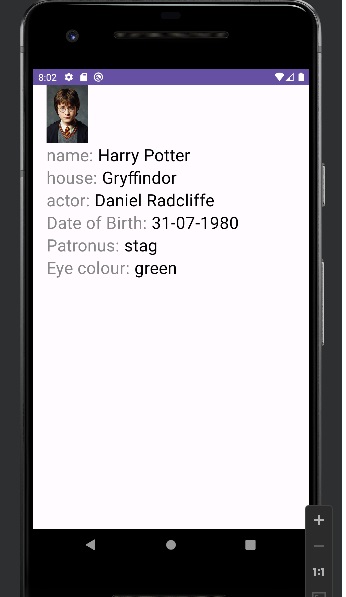 8:02
name: Harry Potter
house: Gryffindor
actor: Daniel Radcliffe
Date of Birth: 31-07-1980
Patronus: stag
Eye colour: green
1:1